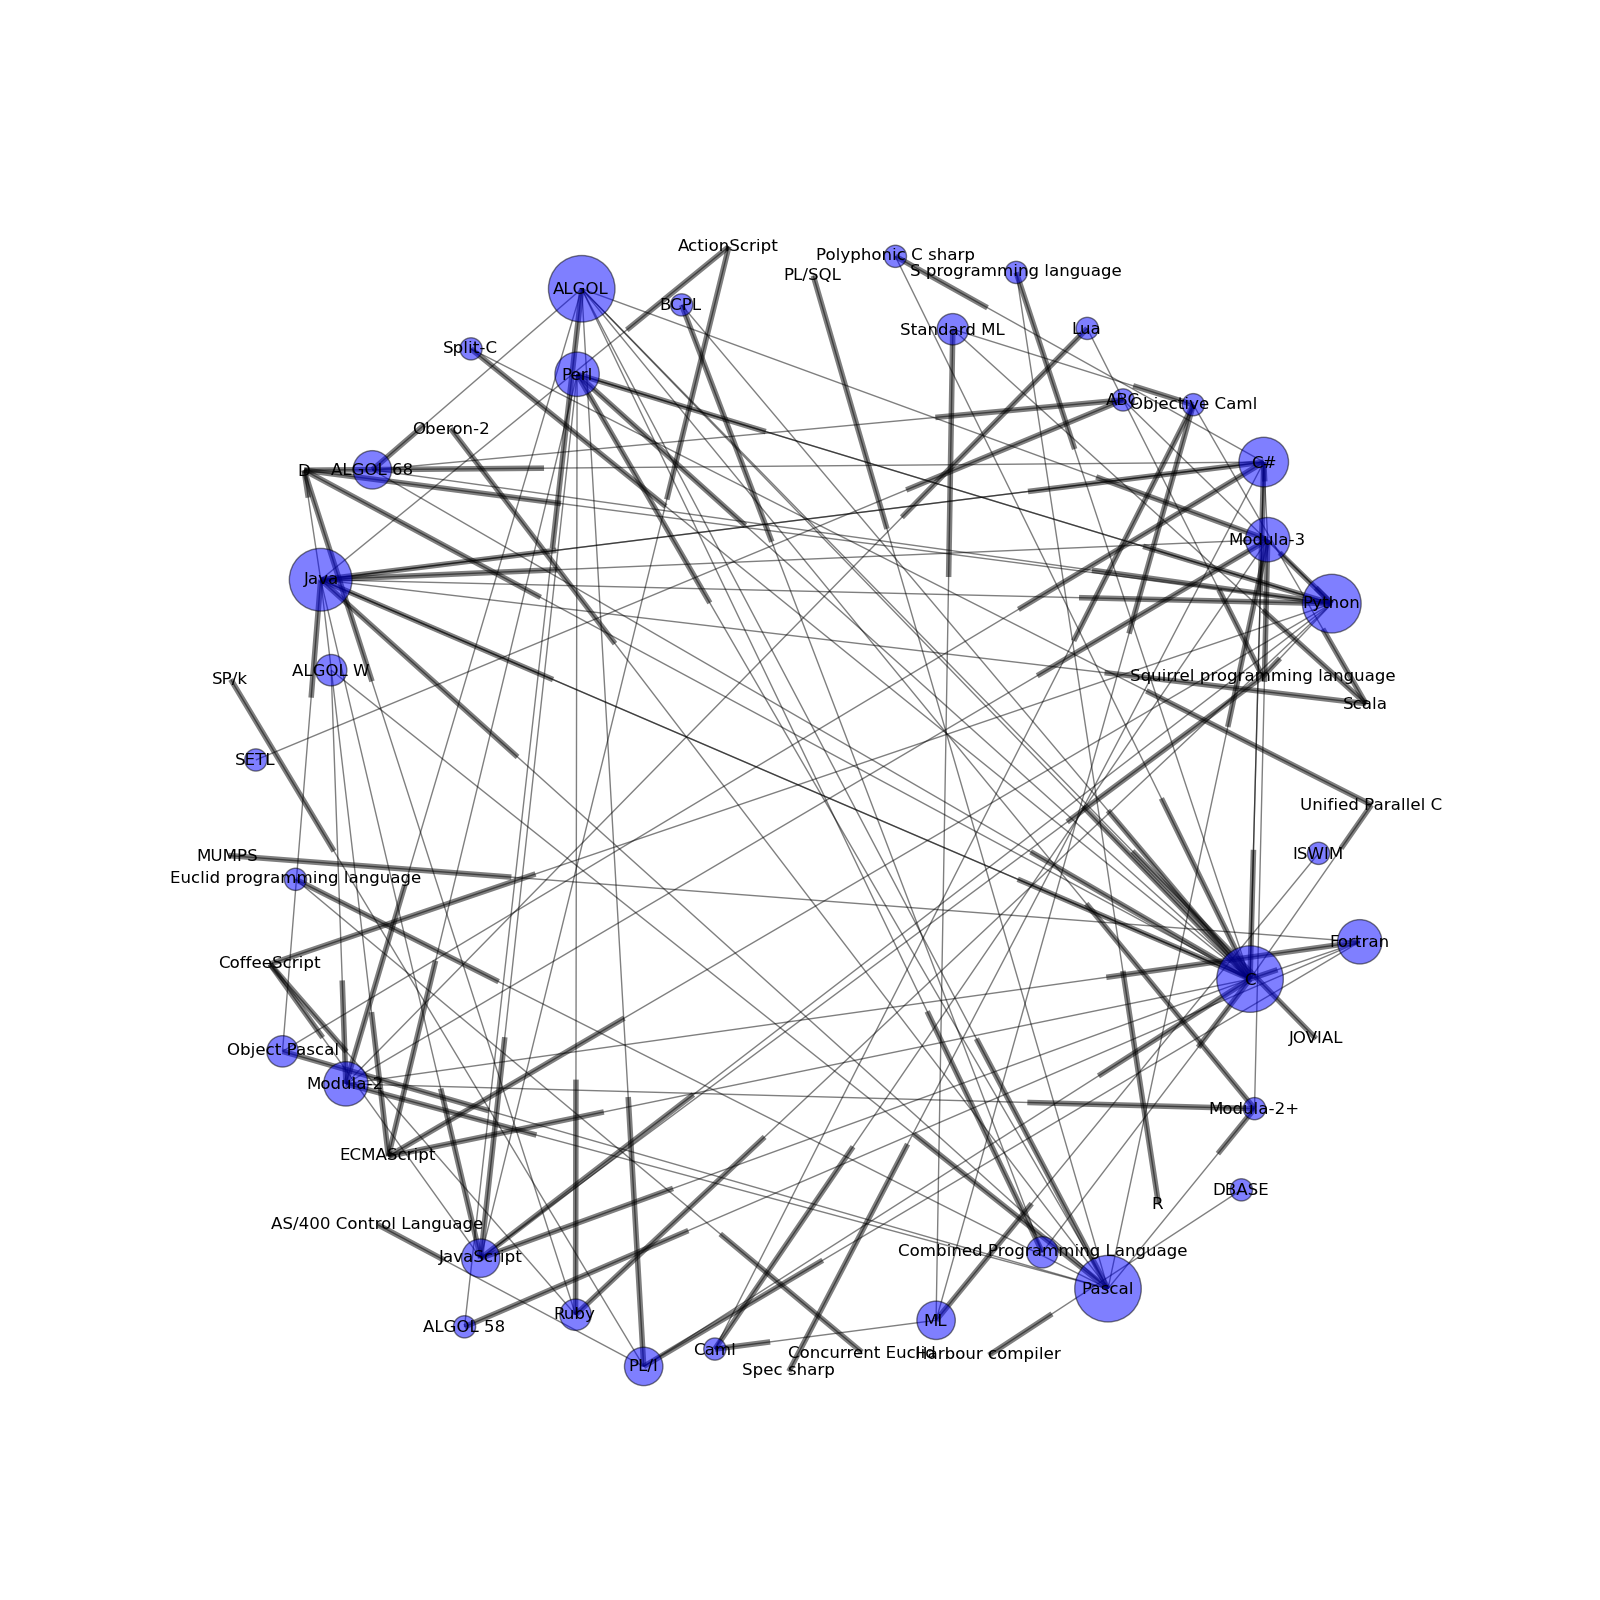 ActionScript
Polyphonic C sharp
S programming language
PL/SQL
ALGOL
BCPL
Lua
Standard ML
Split-C
Perl
ABC
Objective Caml
Oberon-2
D
ALGOL 68
C#
Modula-3
Java
Python
ALGOL W
SP/k
Squirrel programming language
Scala
SETL
Unified Parallel C
MUMPS
ISWIM
Euclid programming language
Fortran
CoffeeScript
C
JOVIAL
Object Pascal
Modula-2
Modula-2+
ECMAScript
DBASE
R
AS/400 Control Language
JavaScript
Combined Programming Language
Pascal
Ruby
ML
ALGOL 58
Caml
Concurrent Euclid
Harbour compiler
PL/I
Spec sharp